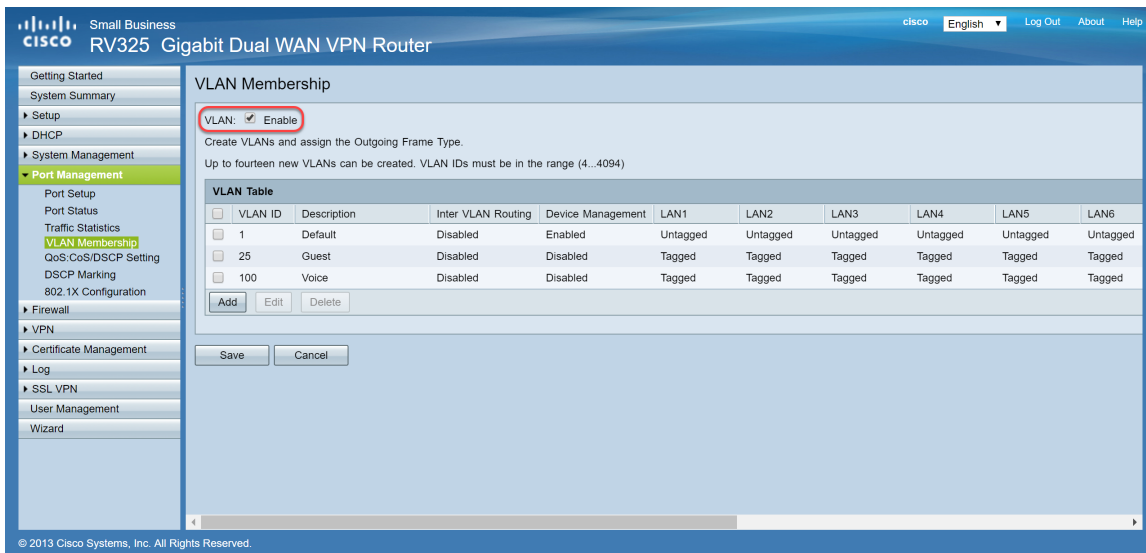 Small Business
cisco English Log Out About Help
CISCO RV325 Gigabit Dual WAN VPN Router
Getting Started
System Summary
Setup
DHCP
System Management
Port Management
Port Setup
Port Status
Traffic Statistics
VLAN Membership
QoS:CoS/DSCP Setting
DSCP Marking
802.1X Configuration
Firewall
VPN
Certificate Management
Log
SSL VPN
User Management
Wizard
VLAN Membership
VLAN: Enable
Create VLANs and assign the Outgoing Frame Type.
Up to fourteen new VLANs can be created. VLAN IDs must be in the range (4...4094)
VLAN Table
VLAN ID Description Inter VLAN Routing Device Management LAN1 LAN2 LAN3 LAN4 LAN5 LAN6
1 Default Disabled Enabled Untagged Untagged Untagged Untagged Untagged Untagged
25 Guest Disabled Disabled Tagged Tagged Tagged Tagged Tagged Tagged
100 Voice Disabled Disabled Tagged Tagged Tagged Tagged Tagged Tagged
Add Edit Delete
Save Cancel
© 2013 Cisco Systems, Inc. All Rights Reserved.